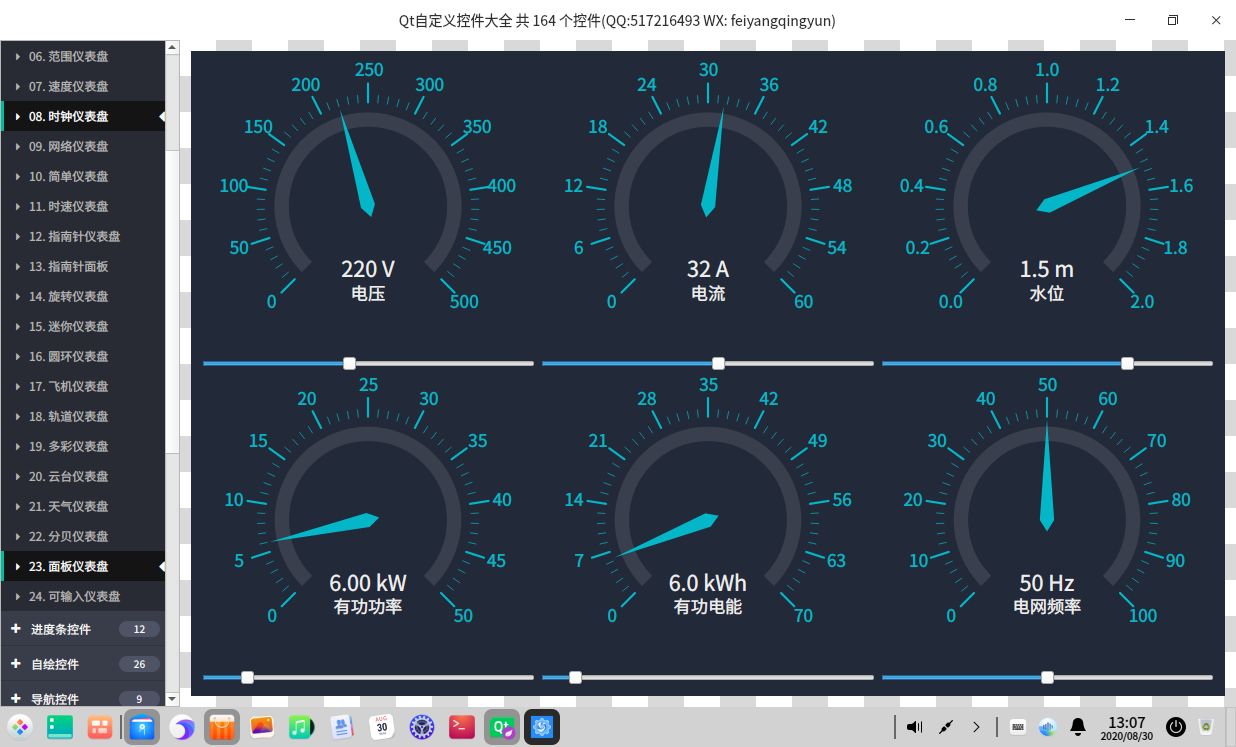 Qt自定义控件大全 共 164 个控件(QQ:517216493 WX: feiyangqingyun)
06. 范围仪表盘
07. 速度仪表盘
08. 时钟仪表盘
09. 网络仪表盘
10. 简单仪表盘
11. 时速仪表盘
12. 指南针仪表盘
13. 指南针面板
14. 旋转仪表盘
15. 迷你仪表盘
16. 圆环仪表盘
17. 飞机仪表盘
18. 轨道仪表盘
19. 多彩仪表盘
20. 云台仪表盘
21. 天气仪表盘
22. 分贝仪表盘
23. 面板仪表盘
24. 可输入仪表盘
进度条控件 12
自绘控件 26
导航控件 9
0 50 100 150 200 250 300 350 400 450 500
220 V
电压
0 6 12 18 24 30 36 42 48 54 60
32 A
电流
0.0 0.2 0.4 0.6 0.8 1.0 1.2 1.4 1.6 1.8 2.0
1.5 m
水位
0 5 10 15 20 25 30 35 40 45 50
6.00 kW
有功功率
0 7 14 21 28 35 42 49 56 63 70
6.0 kWh
有功电能
0 10 20 30 40 50 60 70 80 90 100
50 Hz
电网频率
AUG
30
Q+
13:07
2020/08/30